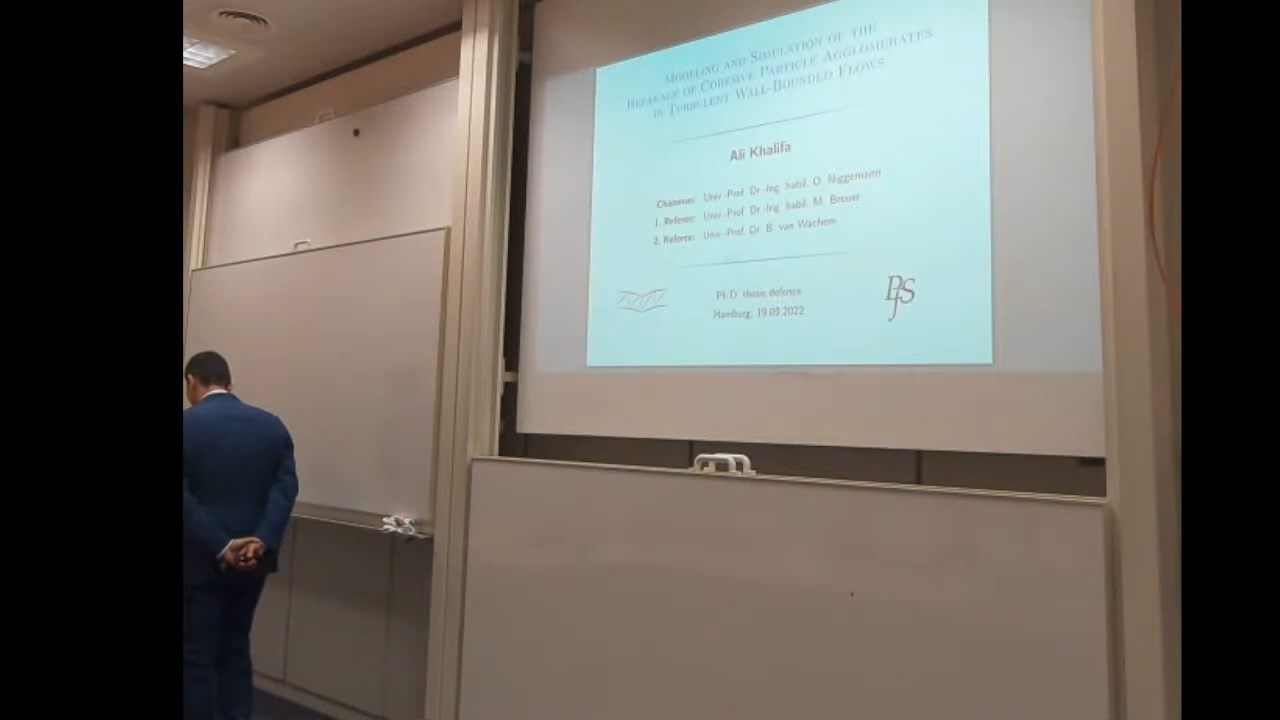 MODELING AND SIMULATION OF THE
BREAKAGE OF COHESIVE PARTICLE AGGLOMERATES
IN TURBULENT WALL-BOUNDED FLOWS
Ali Khalifa
Chairman: Univ.-Prof. Dr.-Ing. habil. O. Niggemann
1. Referee: Univ.-Prof. Dr.-Ing. habil. M. Breuer
2. Referee: Univ.-Prof. Dr. B. van Wachem
Ph.D. thesis defence
Hamburg, 19.09.2022
PfS